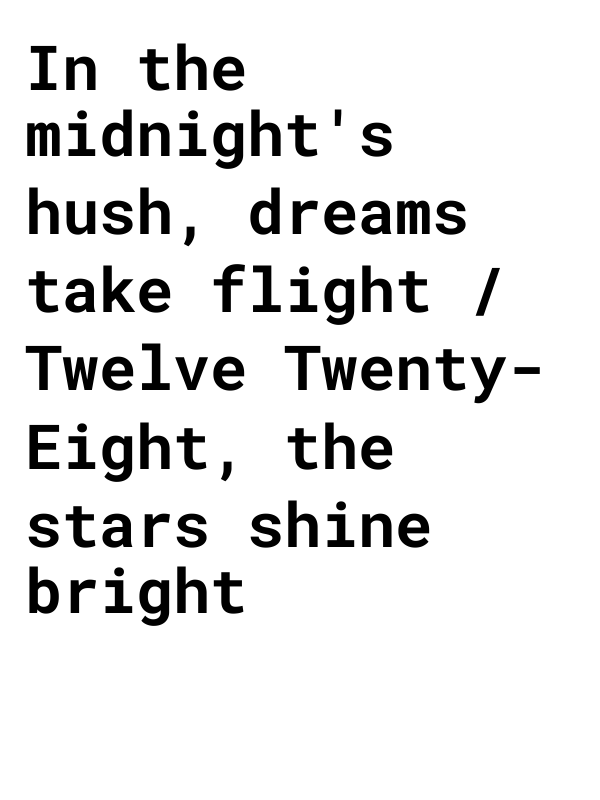 In the
midnight's
hush, dreams
take flight /
Twelve Twenty-
Eight, the
stars shine
bright